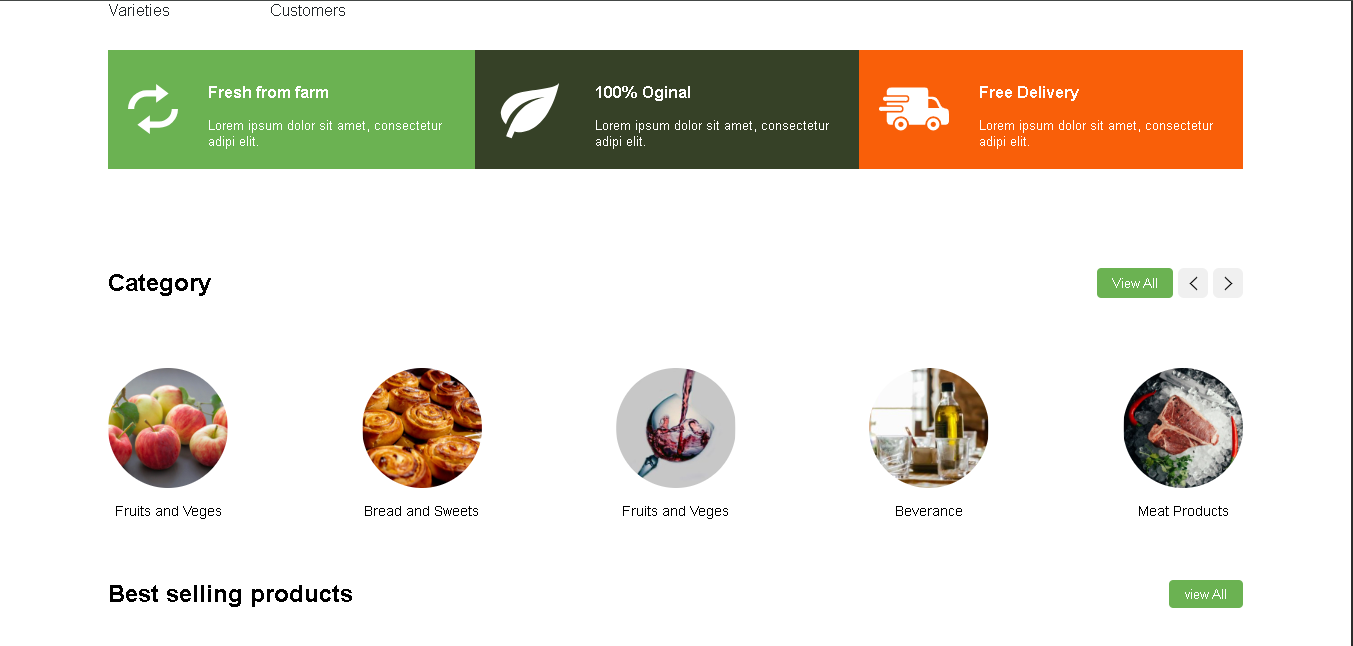 Varieties Customers
Fresh from farm
Lorem ipsum dolor sit amet, consectetur
adipi elit.
100% Oginal
Lorem ipsum dolor sit amet, consectetur
adipi elit.
Free Delivery
Lorem ipsum dolor sit amet, consectetur
adipi elit.
Category
View All
Fruits and Veges
Bread and Sweets
Fruits and Veges
Beverance
Meat Products
Best selling products
view All